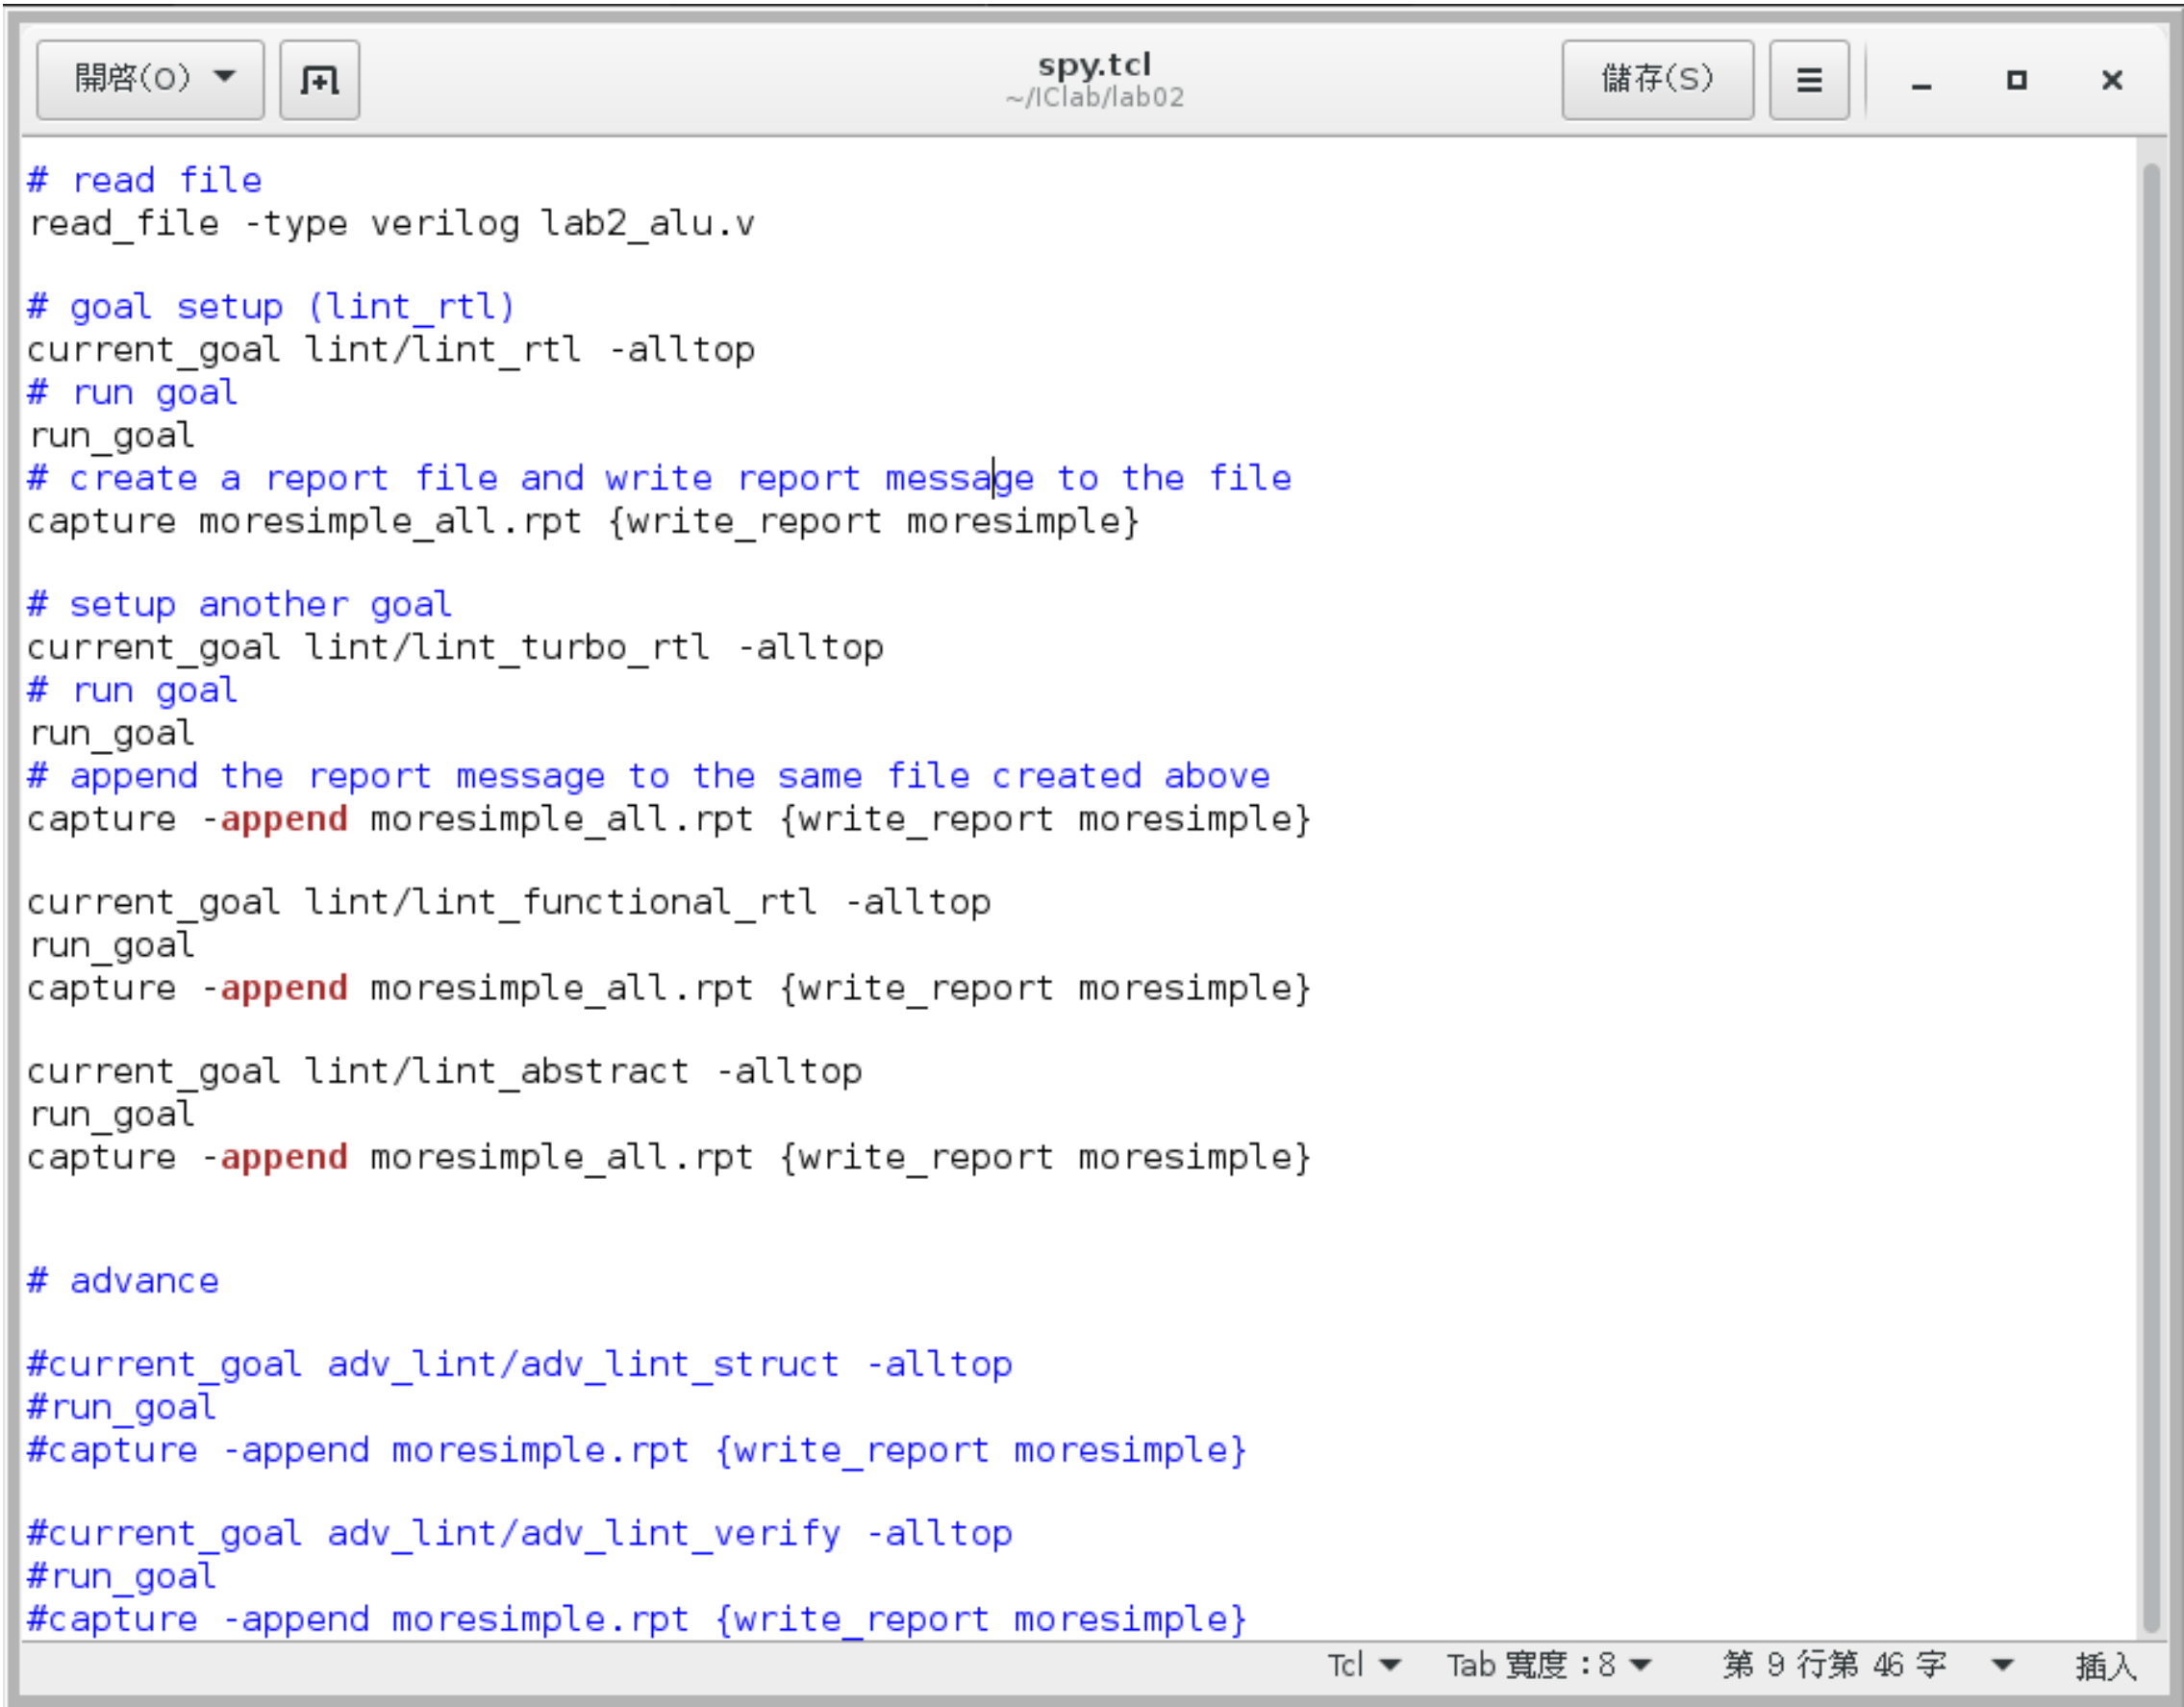 開啓(O)
spy.tcl
~/IClab/lab02
儲存(S)
# read file
read_file -type verilog lab2_alu.v
# goal setup (lint_rtl)
current_goal lint/lint_rtl -alltop
# run goal
run_goal
# create a report file and write report message to the file
capture moresimple_all.rpt {write_report moresimple}
# setup another goal
current_goal lint/lint_turbo_rtl -alltop
# run goal
run_goal
# append the report message to the same file created above
capture -append moresimple_all.rpt {write_report moresimple}
current_goal lint/lint_functional_rtl -alltop
run_goal
capture -append moresimple_all.rpt {write_report moresimple}
current_goal lint/lint_abstract -alltop
run_goal
capture -append moresimple_all.rpt {write_report moresimple}
# advance
#current_goal adv_lint/adv_lint_struct -alltop
#run_goal
#capture -append moresimple.rpt {write_report moresimple}
#current_goal adv_lint/adv_lint_verify -alltop
#run_goal
#capture -append moresimple.rpt {write_report moresimple}
Tcl Tab 寬度：8 第 9 行第 46 字 插入